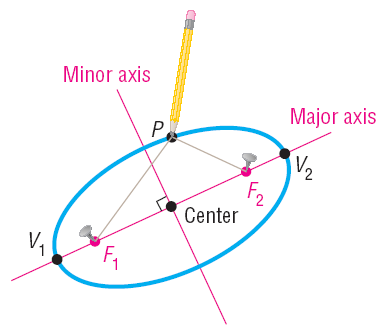 Minor axis
Major axis
P
V₂
F₂
Center
V₁
F₁